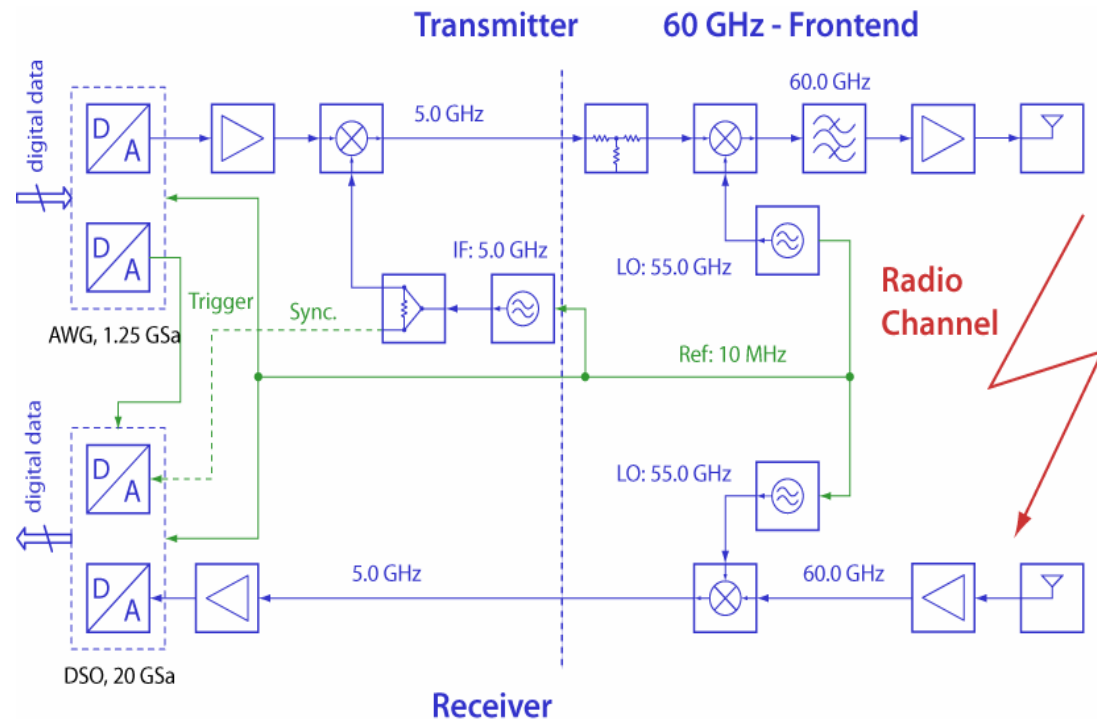 Transmitter
60 GHz - Frontend
digital data
D
A
5.0 GHz
60.0 GHz
D
A
IF: 5.0 GHz
LO: 55.0 GHz
Radio
Channel
Trigger
Sync.
AWG, 1.25 GSa
Ref: 10 MHz
digital data
D
A
LO: 55.0 GHz
D
A
5.0 GHz
60.0 GHz
DSO, 20 GSa
Receiver